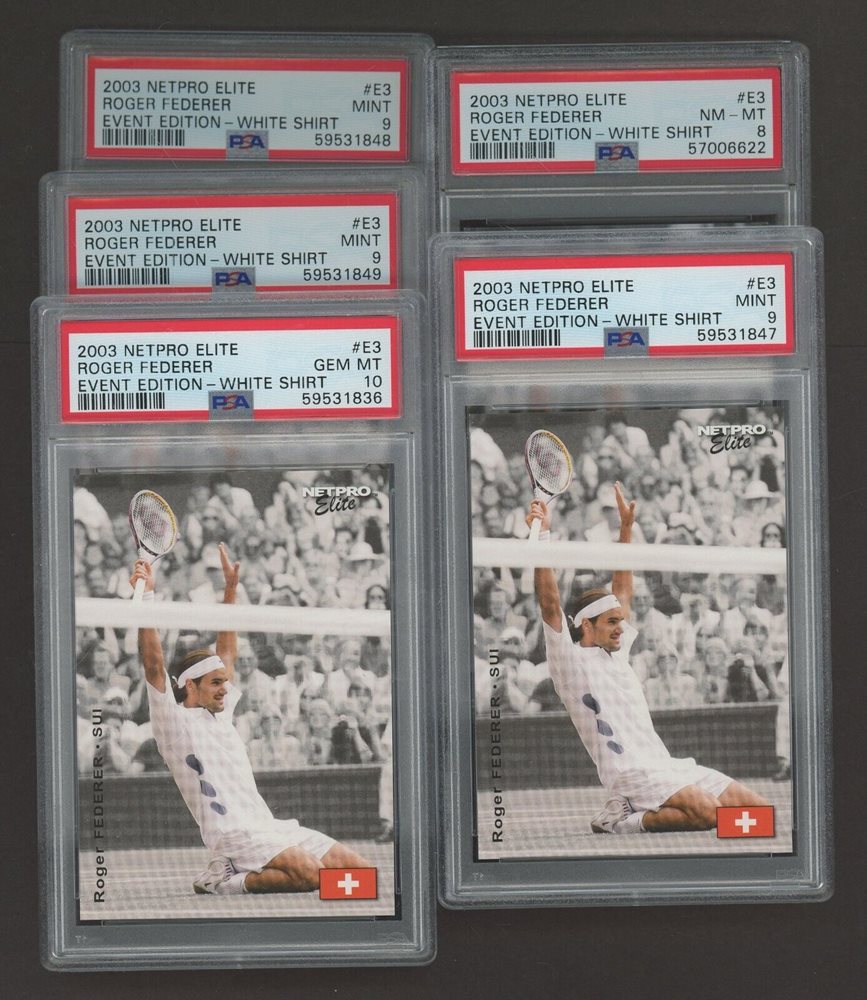 2003 NETPRO ELITE #E3
ROGER FEDERER MINT
EVENT EDITION – WHITE SHIRT 9
PSA 59531848
2003 NETPRO ELITE #E3
ROGER FEDERER NM – MT
EVENT EDITION – WHITE SHIRT 8
PSA 57006622
2003 NETPRO ELITE #E3
ROGER FEDERER MINT
EVENT EDITION – WHITE SHIRT 9
PSA 59531849
2003 NETPRO ELITE #E3
ROGER FEDERER MINT
EVENT EDITION – WHITE SHIRT 9
PSA 59531847
NETPRO
Elite
Roger FEDERER • SUI
2003 NETPRO ELITE #E3
ROGER FEDERER GEM MT
EVENT EDITION – WHITE SHIRT 10
PSA 59531836
NETPRO
Elite
Roger FEDERER • SUI